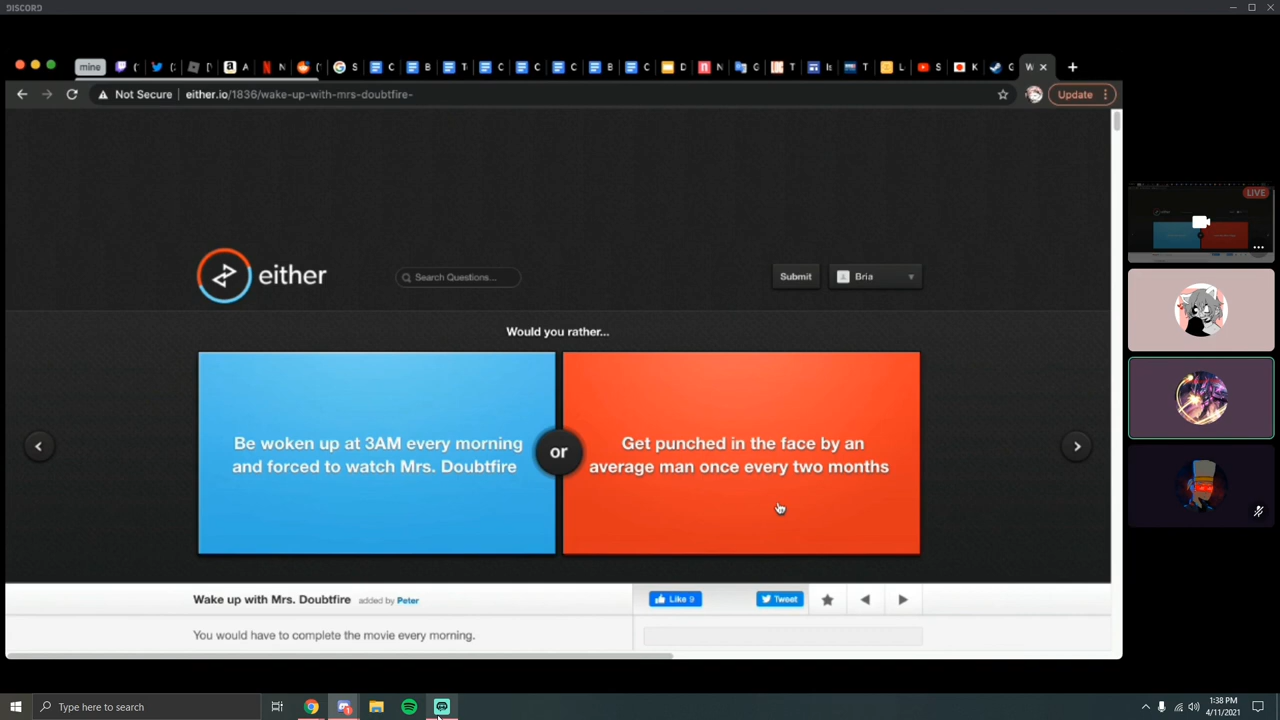 DISCORD
mine
Not Secure
either.io/1836/wake-up-with-mrs-doubtfire-
Update
LIVE
either
Search Questions...
Submit
Bria
Would you rather...
Be woken up at 3AM every morning
and forced to watch Mrs. Doubtfire
or
Get punched in the face by an
average man once every two months
Wake up with Mrs. Doubtfire added by Peter
Like 9
Tweet
You would have to complete the movie every morning.
Type here to search
1:38 PM
4/11/2021